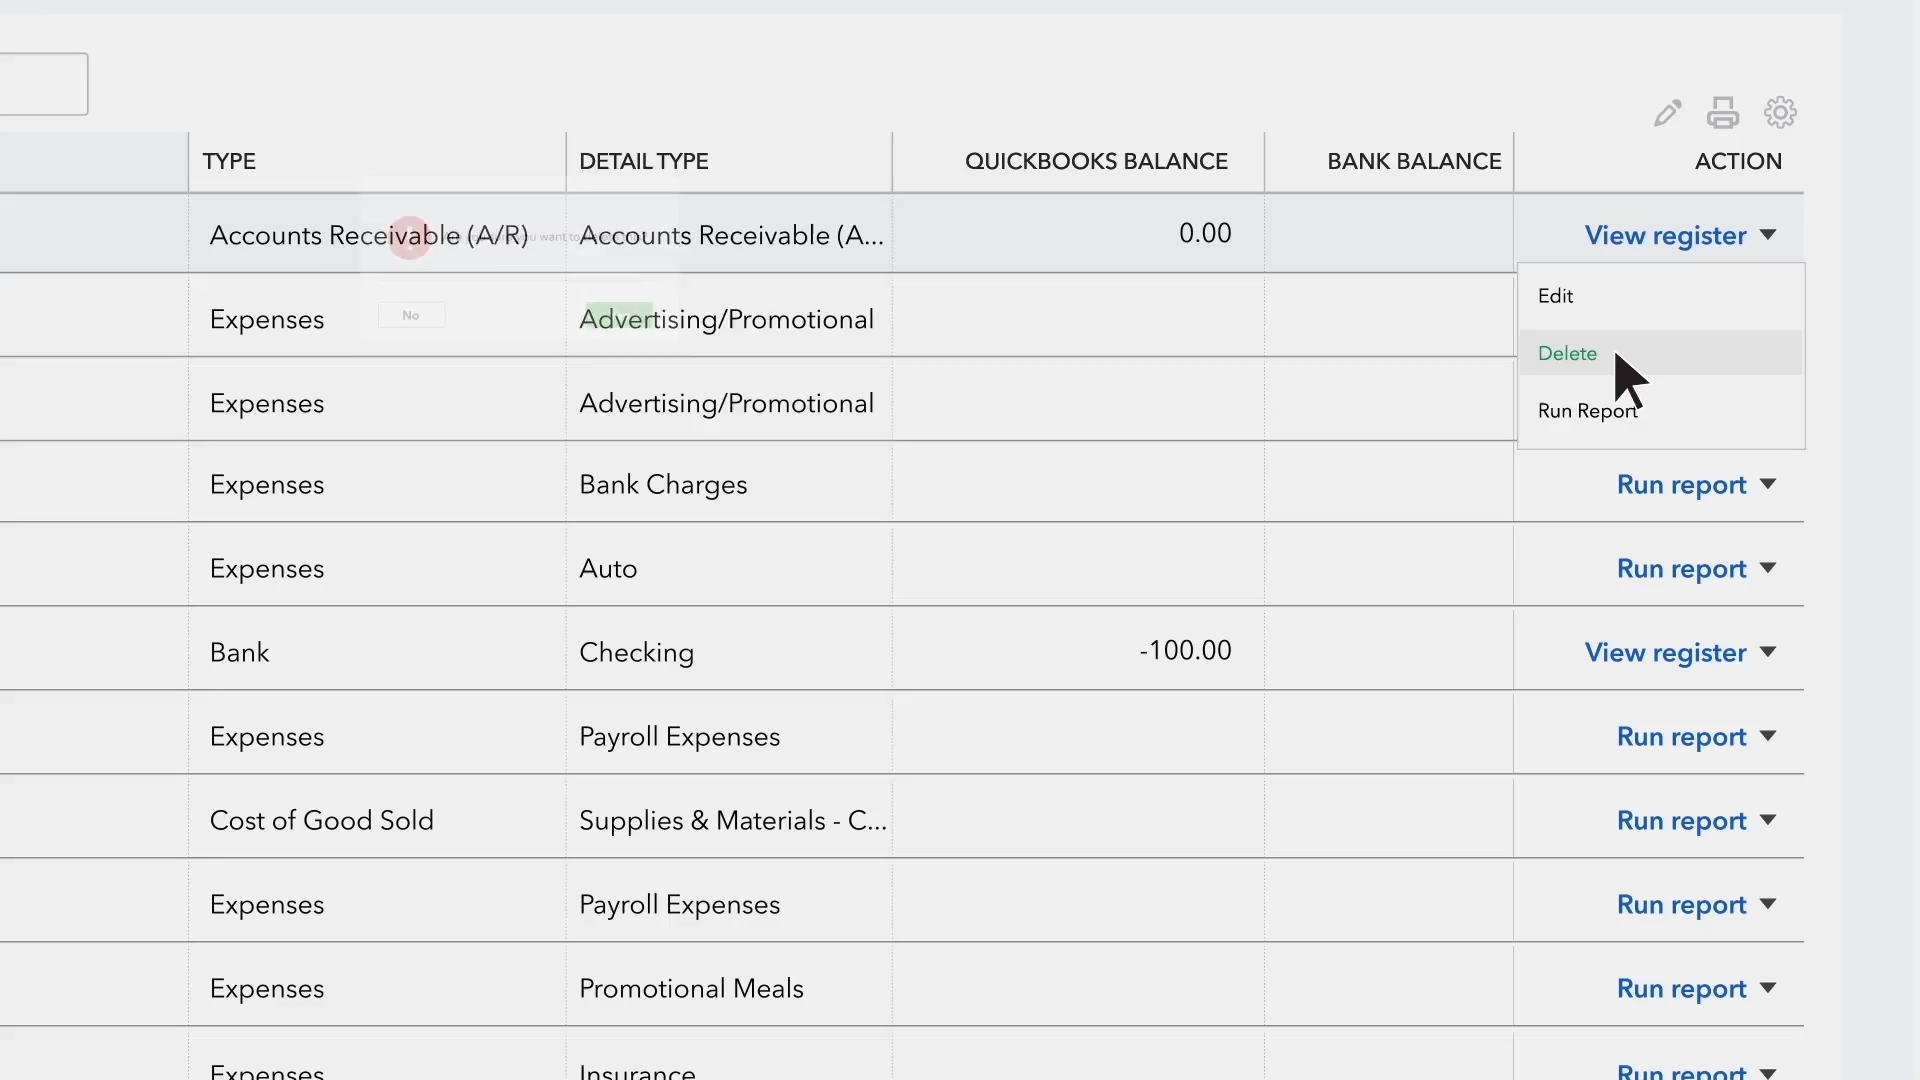 TYPE DETAIL TYPE QUICKBOOKS BALANCE BANK BALANCE ACTION
Accounts Receivable (A/R) Accounts Receivable (A... 0.00 View register
Edit
Expenses No Advertising/Promotional
Delete
Expenses Advertising/Promotional
Run Report
Expenses Bank Charges Run report
Expenses Auto Run report
Bank Checking -100.00 View register
Expenses Payroll Expenses Run report
Cost of Good Sold Supplies & Materials - C... Run report
Expenses Payroll Expenses Run report
Expenses Promotional Meals Run report
Expenses Insurance Run report